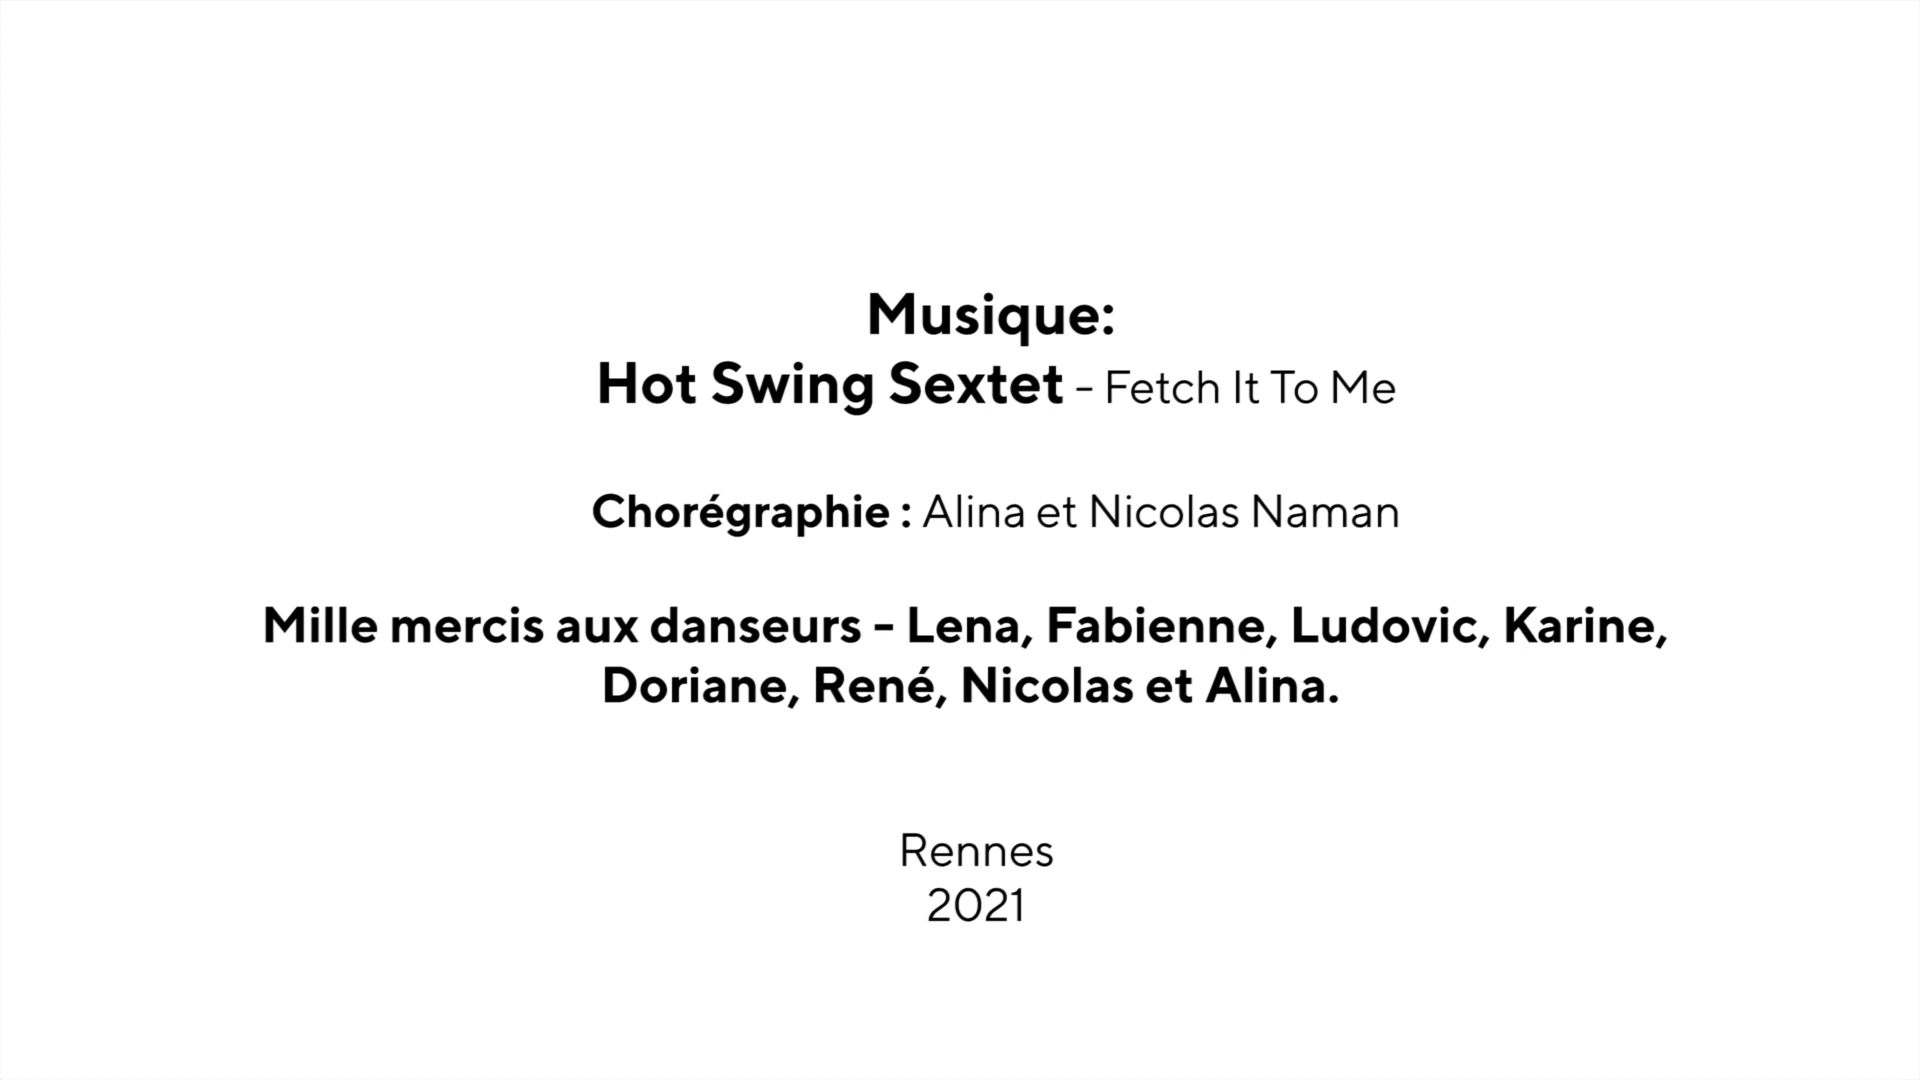 Musique:
Hot Swing Sextet - Fetch It To Me
Chorégraphie : Alina et Nicolas Naman
Mille mercis aux danseurs - Lena, Fabienne, Ludovic, Karine,
Doriane, René, Nicolas et Alina.
Rennes
2021